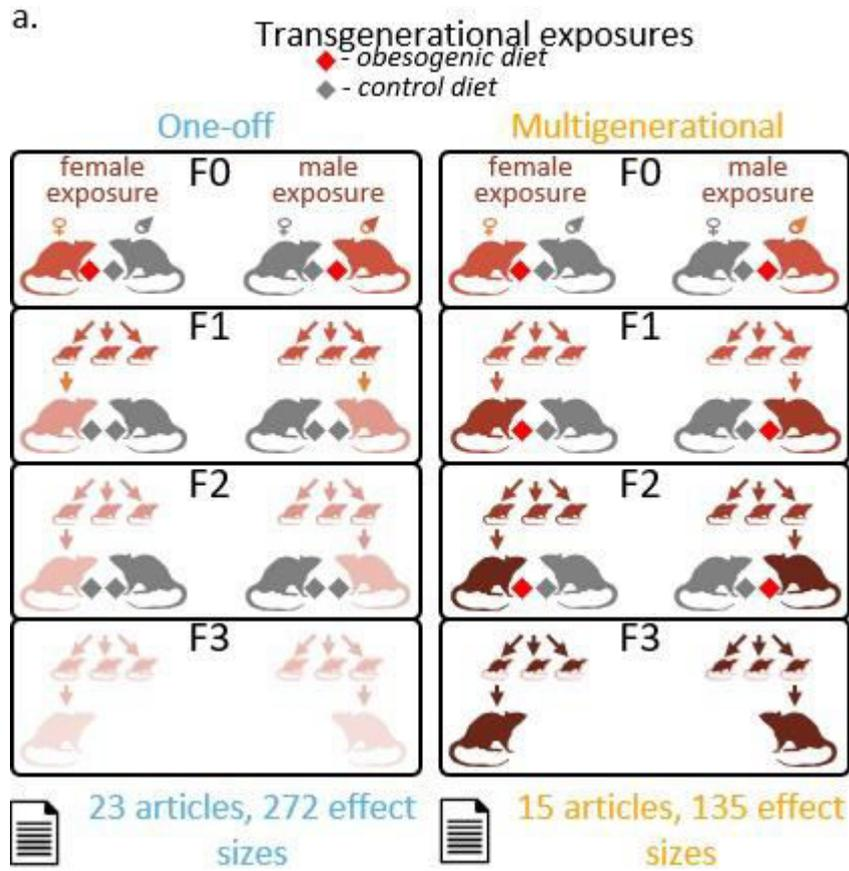 a.
Transgenerational exposures
- obesogenic diet
- control diet
One-off
Multigenerational
female
exposure
F0
male
exposure
female
exposure
F0
male
exposure
♀
♂
♀
♂
♀
♂
♀
♂
F1
F1
F2
F2
F3
F3
23 articles, 272 effect
sizes
15 articles, 135 effect
sizes